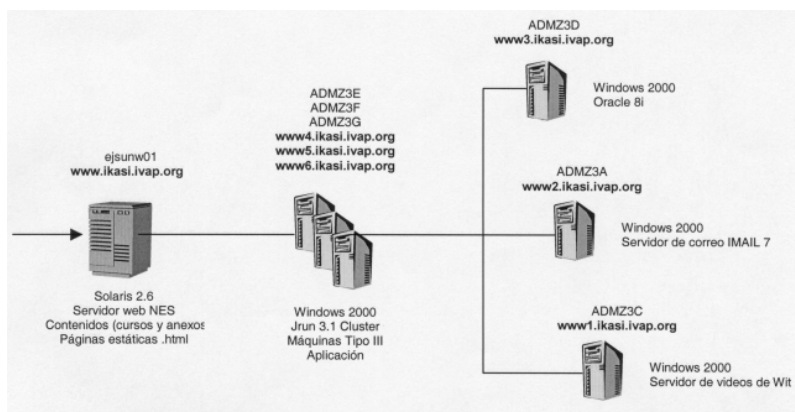 ejsunw01
www.ikasi.ivap.org
Solaris 2.6
Servidor web NES
Contenidos (cursos y anexos
Páginas estáticas .html
ADMZ3E
ADMZ3F
ADMZ3G
www4.ikasi.ivap.org
www5.ikasi.ivap.org
www6.ikasi.ivap.org
Windows 2000
Jrun 3.1 Cluster
Máquinas Tipo III
Aplicación
ADMZ3D
www3.ikasi.ivap.org
Windows 2000
Oracle 8i
ADMZ3A
www2.ikasi.ivap.org
Windows 2000
Servidor de correo IMAIL 7
ADMZ3C
www1.ikasi.ivap.org
Windows 2000
Servidor de videos de Wit